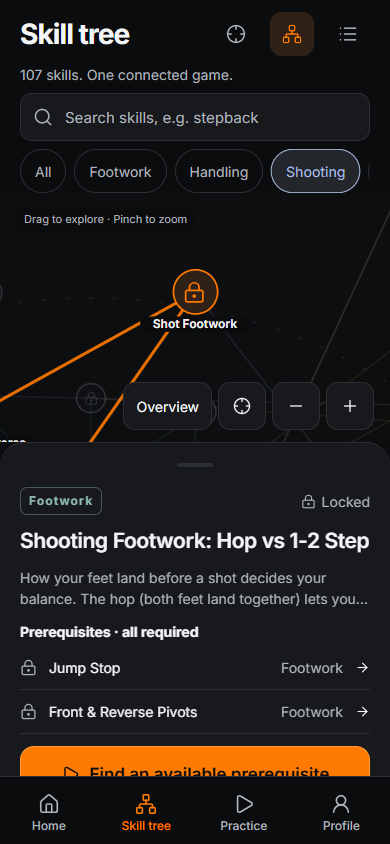 Skill tree
107 skills. One connected game.
Search skills, e.g. stepback
All
Footwork
Handling
Shooting
Drag to explore · Pinch to zoom
Shot Footwork
Overview
Footwork
Locked
Shooting Footwork: Hop vs 1-2 Step
How your feet land before a shot decides your
balance. The hop (both feet land together) lets you...
Prerequisites · all required
Jump Stop
Footwork
Front & Reverse Pivots
Footwork
Find an available prerequisite
Home
Skill tree
Practice
Profile